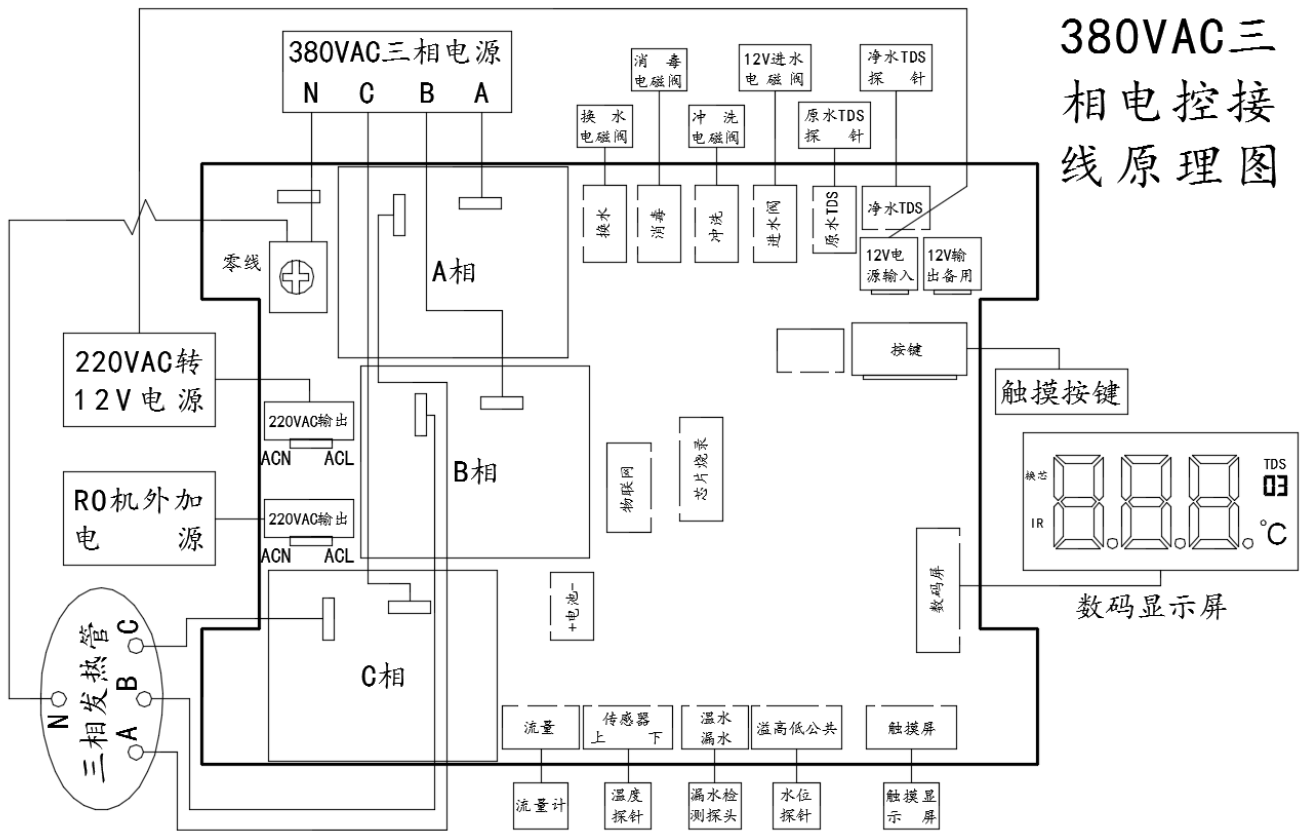 380VAC三
相电控接
线原理图
380VAC三相电源
N C B A
消 毒
电磁阀
12V进水
电磁阀
净水TDS
探 针
换 水
电磁阀
冲 洗
电磁阀
原水TDS
探 针
换水
消毒
冲洗
进水阀
原水TDS
净水TDS
12V电
源输入
12V输
出备用
零线
A相
220VAC转
12V电源
按键
触摸按键
220VAC输出
ACN ACL
B相
物联网
芯片烧录
换芯
IR
8.8.8
TDS
03
℃
RO机外加
电 源
220VAC输出
ACN ACL
+电池-
数码屏
数码显示屏
三相发热管
C
B
A
N
C相
流量
传感器
上 下
温水
漏水
溢高低公共
触摸屏
流量计
温度
探针
漏水检
测探头
水位
探针
触摸显
示 屏